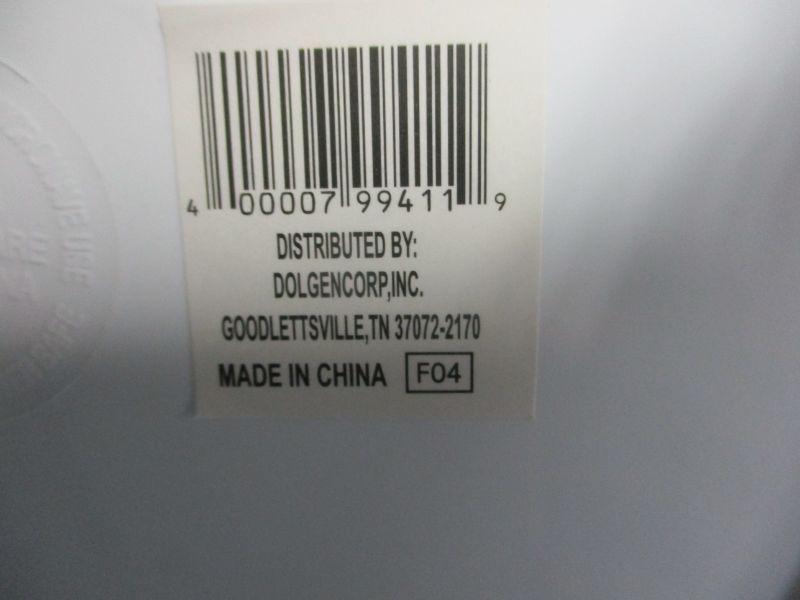 4 00007 99411 9
DISTRIBUTED BY:
DOLGENCORP,INC.
GOODLETTSVILLE,TN 37072-2170
MADE IN CHINA F04